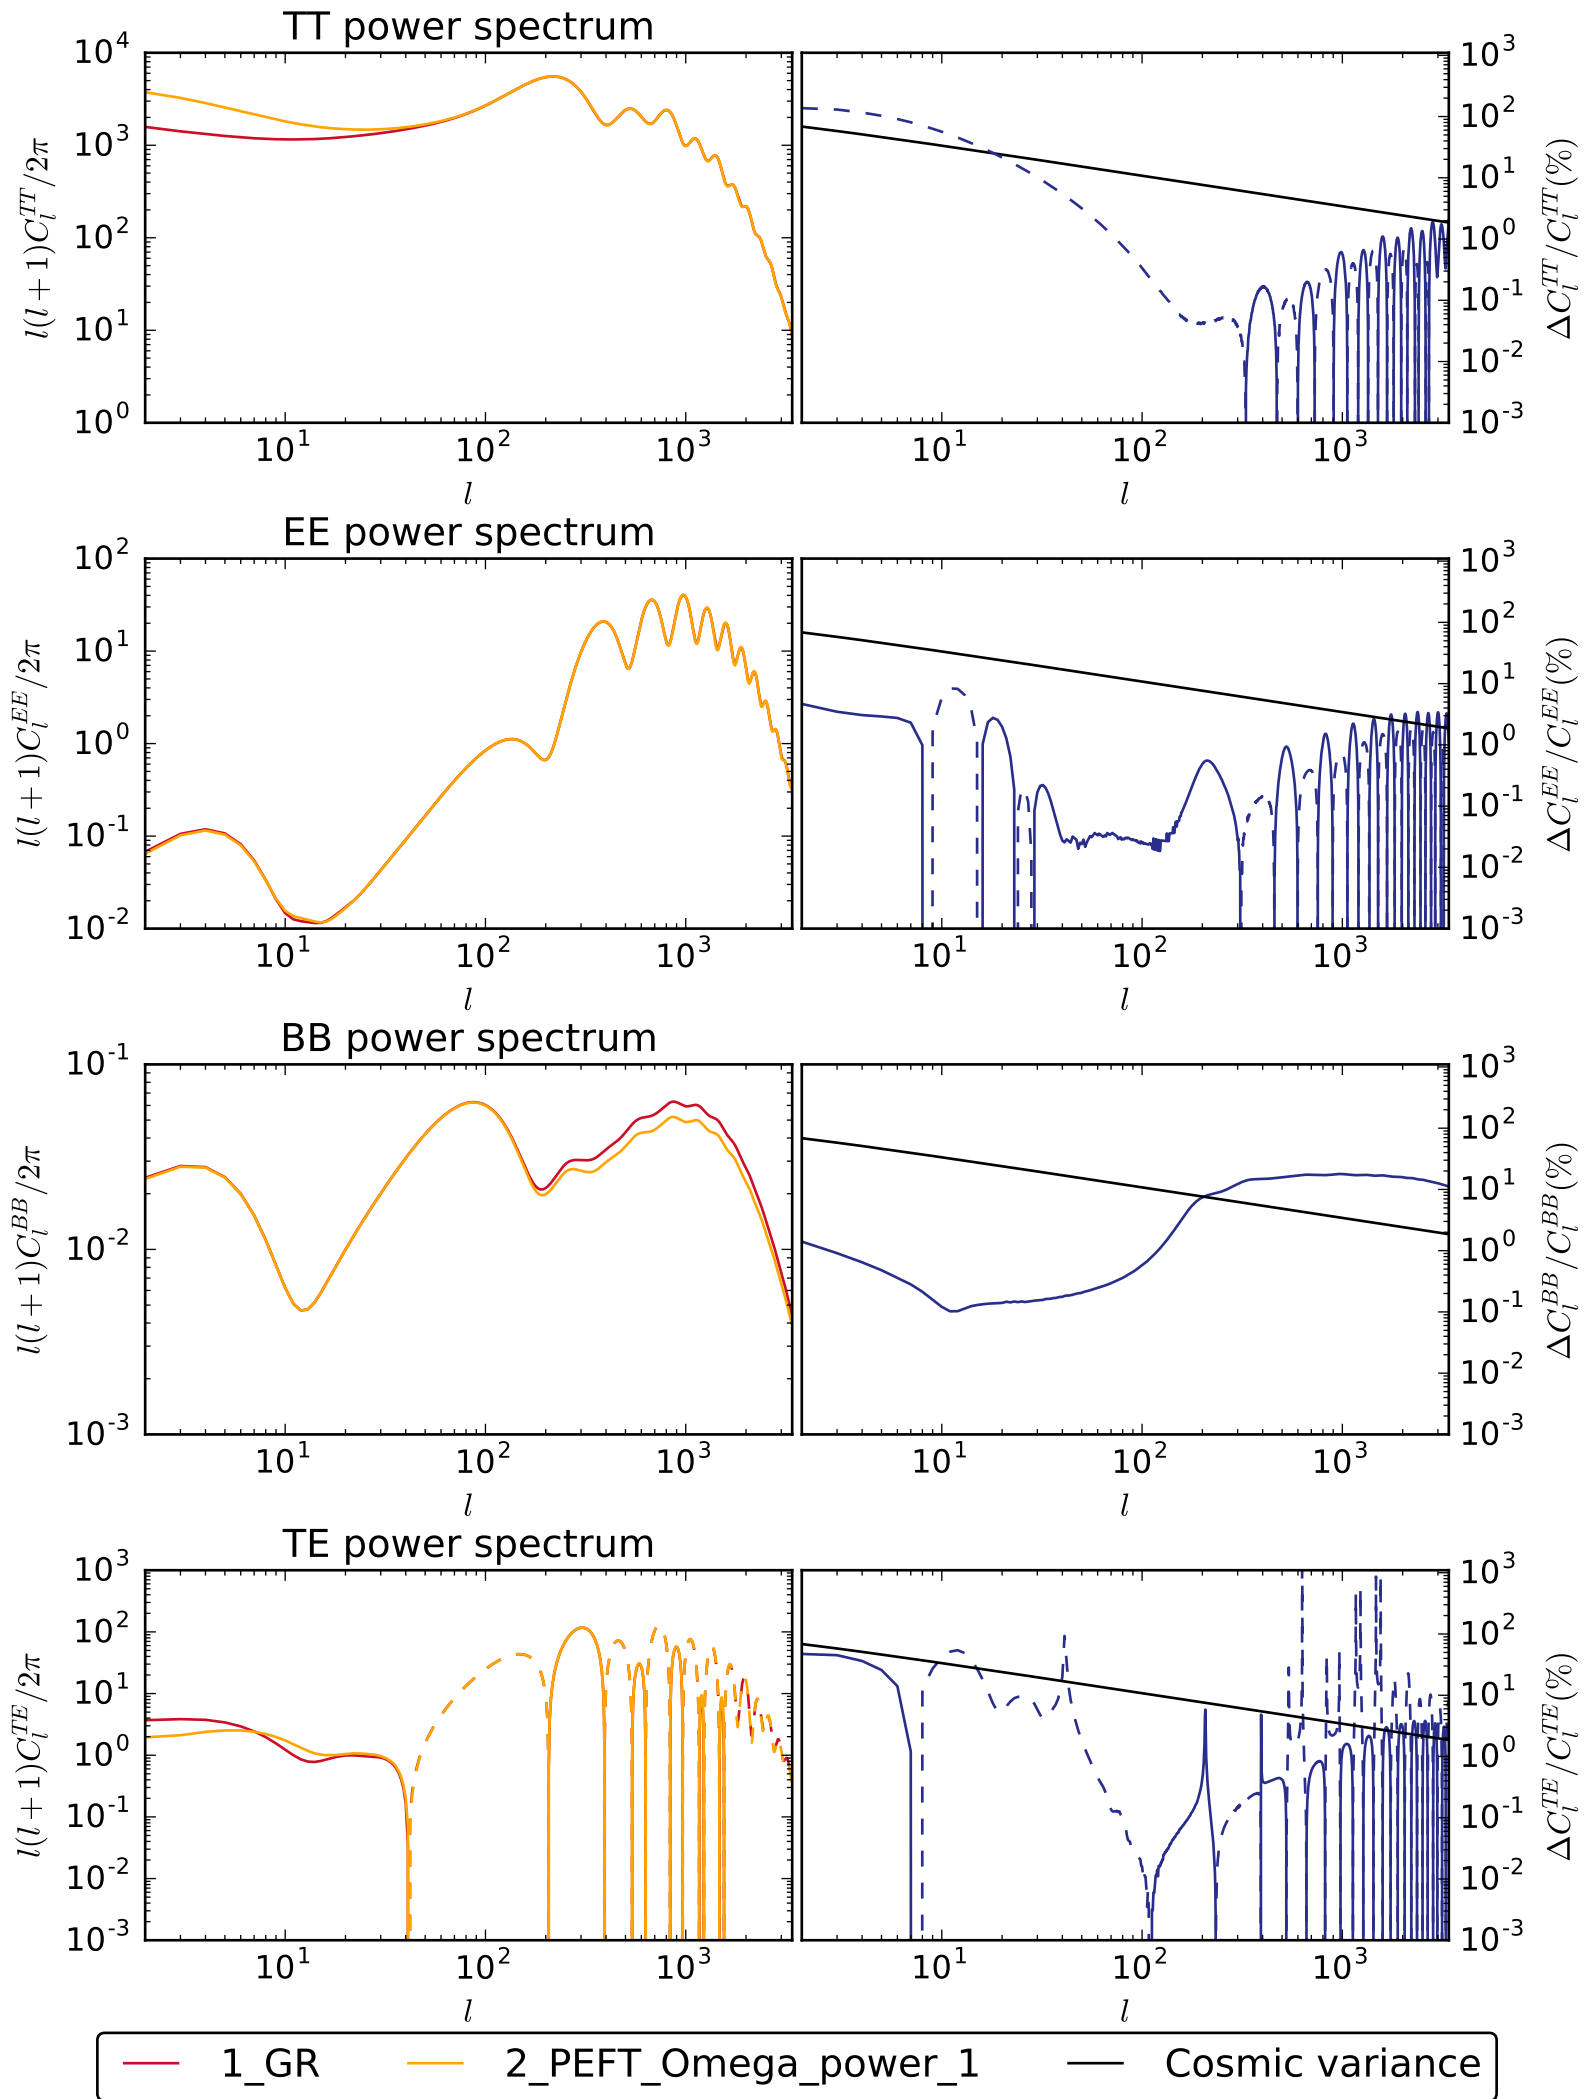 TT power spectrum
10^4
10^3
10^2
10^1
10^0
l(l + 1)C_l^{TT}/2π
10^1 10^2 10^3
l
10^3
10^2
10^1
10^0
10^-1
10^-2
10^-3
ΔC_l^{TT}/C_l^{TT}(%)
10^1 10^2 10^3
l
EE power spectrum
10^2
10^1
10^0
10^-1
10^-2
l(l + 1)C_l^{EE}/2π
10^1 10^2 10^3
l
10^3
10^2
10^1
10^0
10^-1
10^-2
10^-3
ΔC_l^{EE}/C_l^{EE}(%)
10^1 10^2 10^3
l
BB power spectrum
10^-1
10^-2
10^-3
l(l + 1)C_l^{BB}/2π
10^1 10^2 10^3
l
10^3
10^2
10^1
10^0
10^-1
10^-2
10^-3
ΔC_l^{BB}/C_l^{BB}(%)
10^1 10^2 10^3
l
TE power spectrum
10^3
10^2
10^1
10^0
10^-1
10^-2
10^-3
l(l + 1)C_l^{TE}/2π
10^1 10^2 10^3
l
10^3
10^2
10^1
10^0
10^-1
10^-2
10^-3
ΔC_l^{TE}/C_l^{TE}(%)
10^1 10^2 10^3
l
1_GR 2_PEFT_Omega_power_1 Cosmic variance